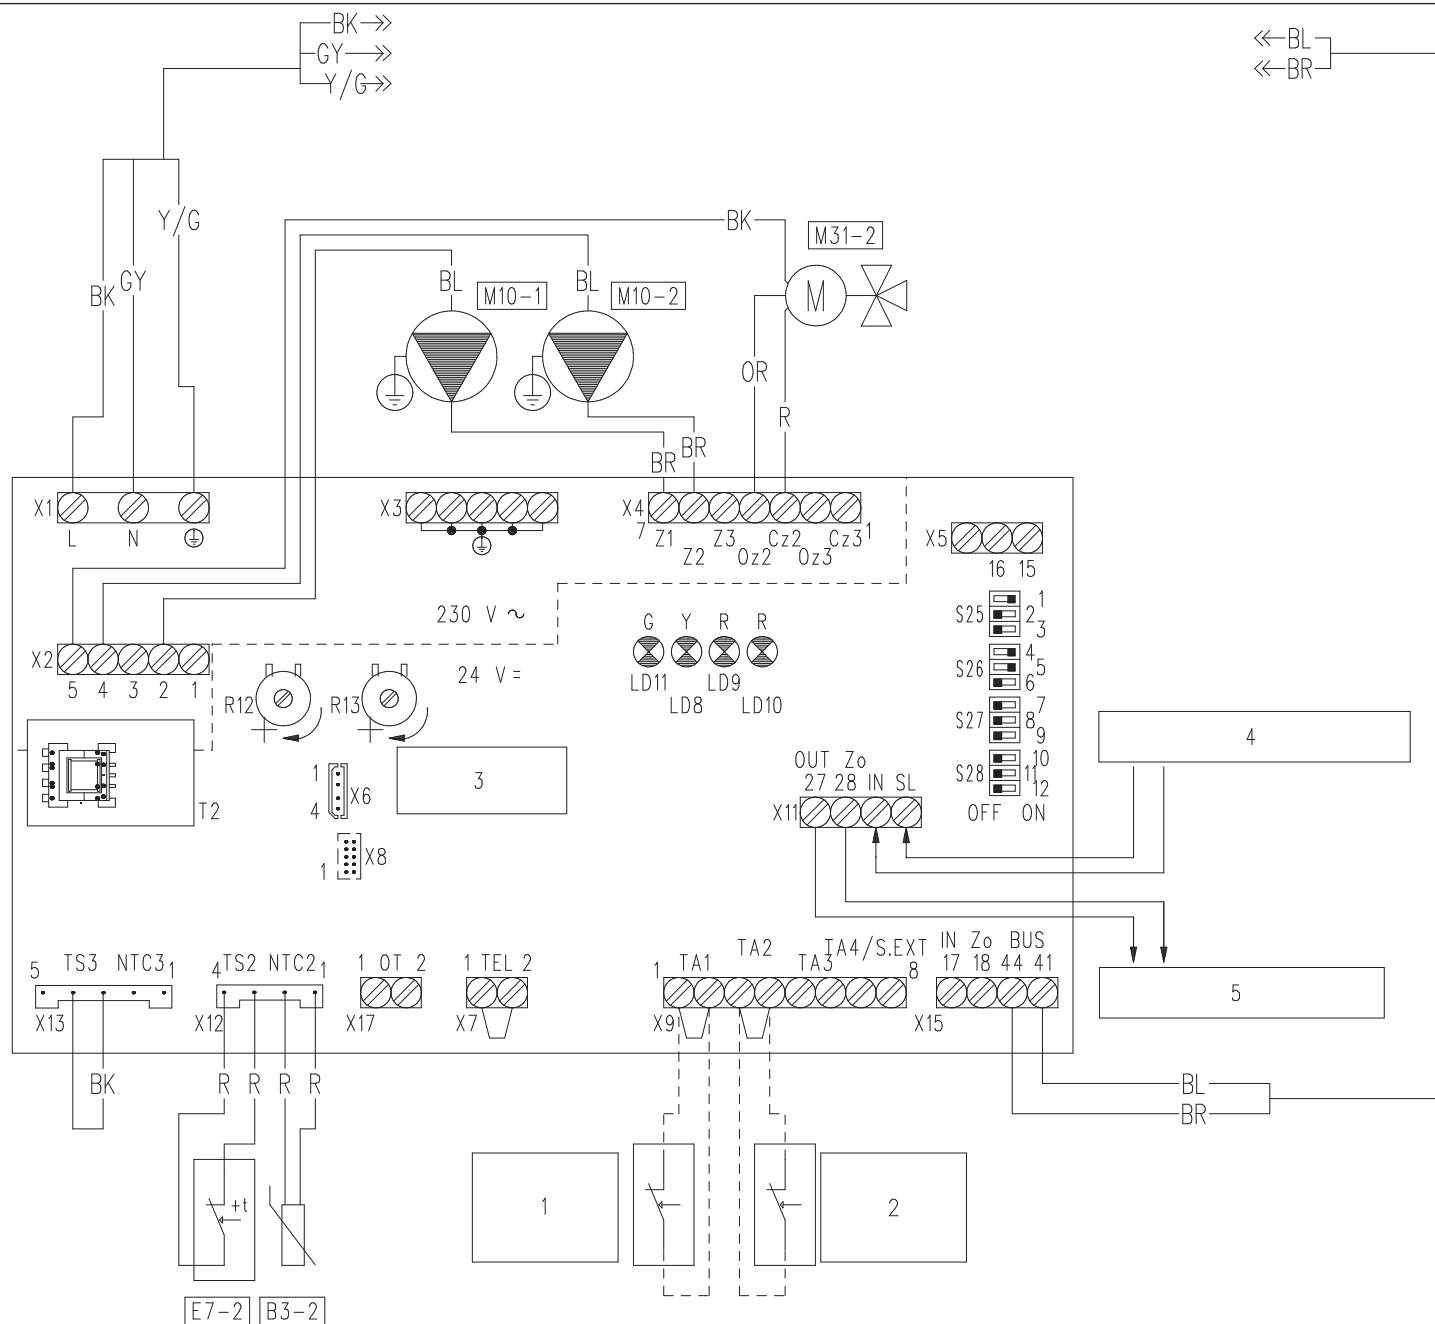 BK
GY
Y/G
BL
BR
Y/G
BK
GY
BK
M31-2
BL
M10-1
BL
M10-2
M
OR
R
BR
BR
X1
L
N
X3
X4
7
Z1
Z2
Z3
Oz2
Cz2
Oz3
Cz3
1
X5
16 15
230 V ~
24 V =
G Y R R
LD11
LD8
LD9
LD10
S25
1
2
3
S26
4
5
6
S27
7
8
9
S28
10
11
12
OFF ON
X2
5 4 3 2 1
R12
R13
T2
1
4
X6
3
1
X8
OUT Zo
27 28 IN SL
X11
4
5
5 TS3 NTC3 1
X13
4 TS2 NTC2 1
X12
1 OT 2
X17
1 TEL 2
X7
1 TA1
TA2
TA3
TA4/S.EXT
8
X9
IN Zo BUS
17 18 44 41
X15
BK
R R R R
BL
BR
+t
1
2
E7-2
B3-2